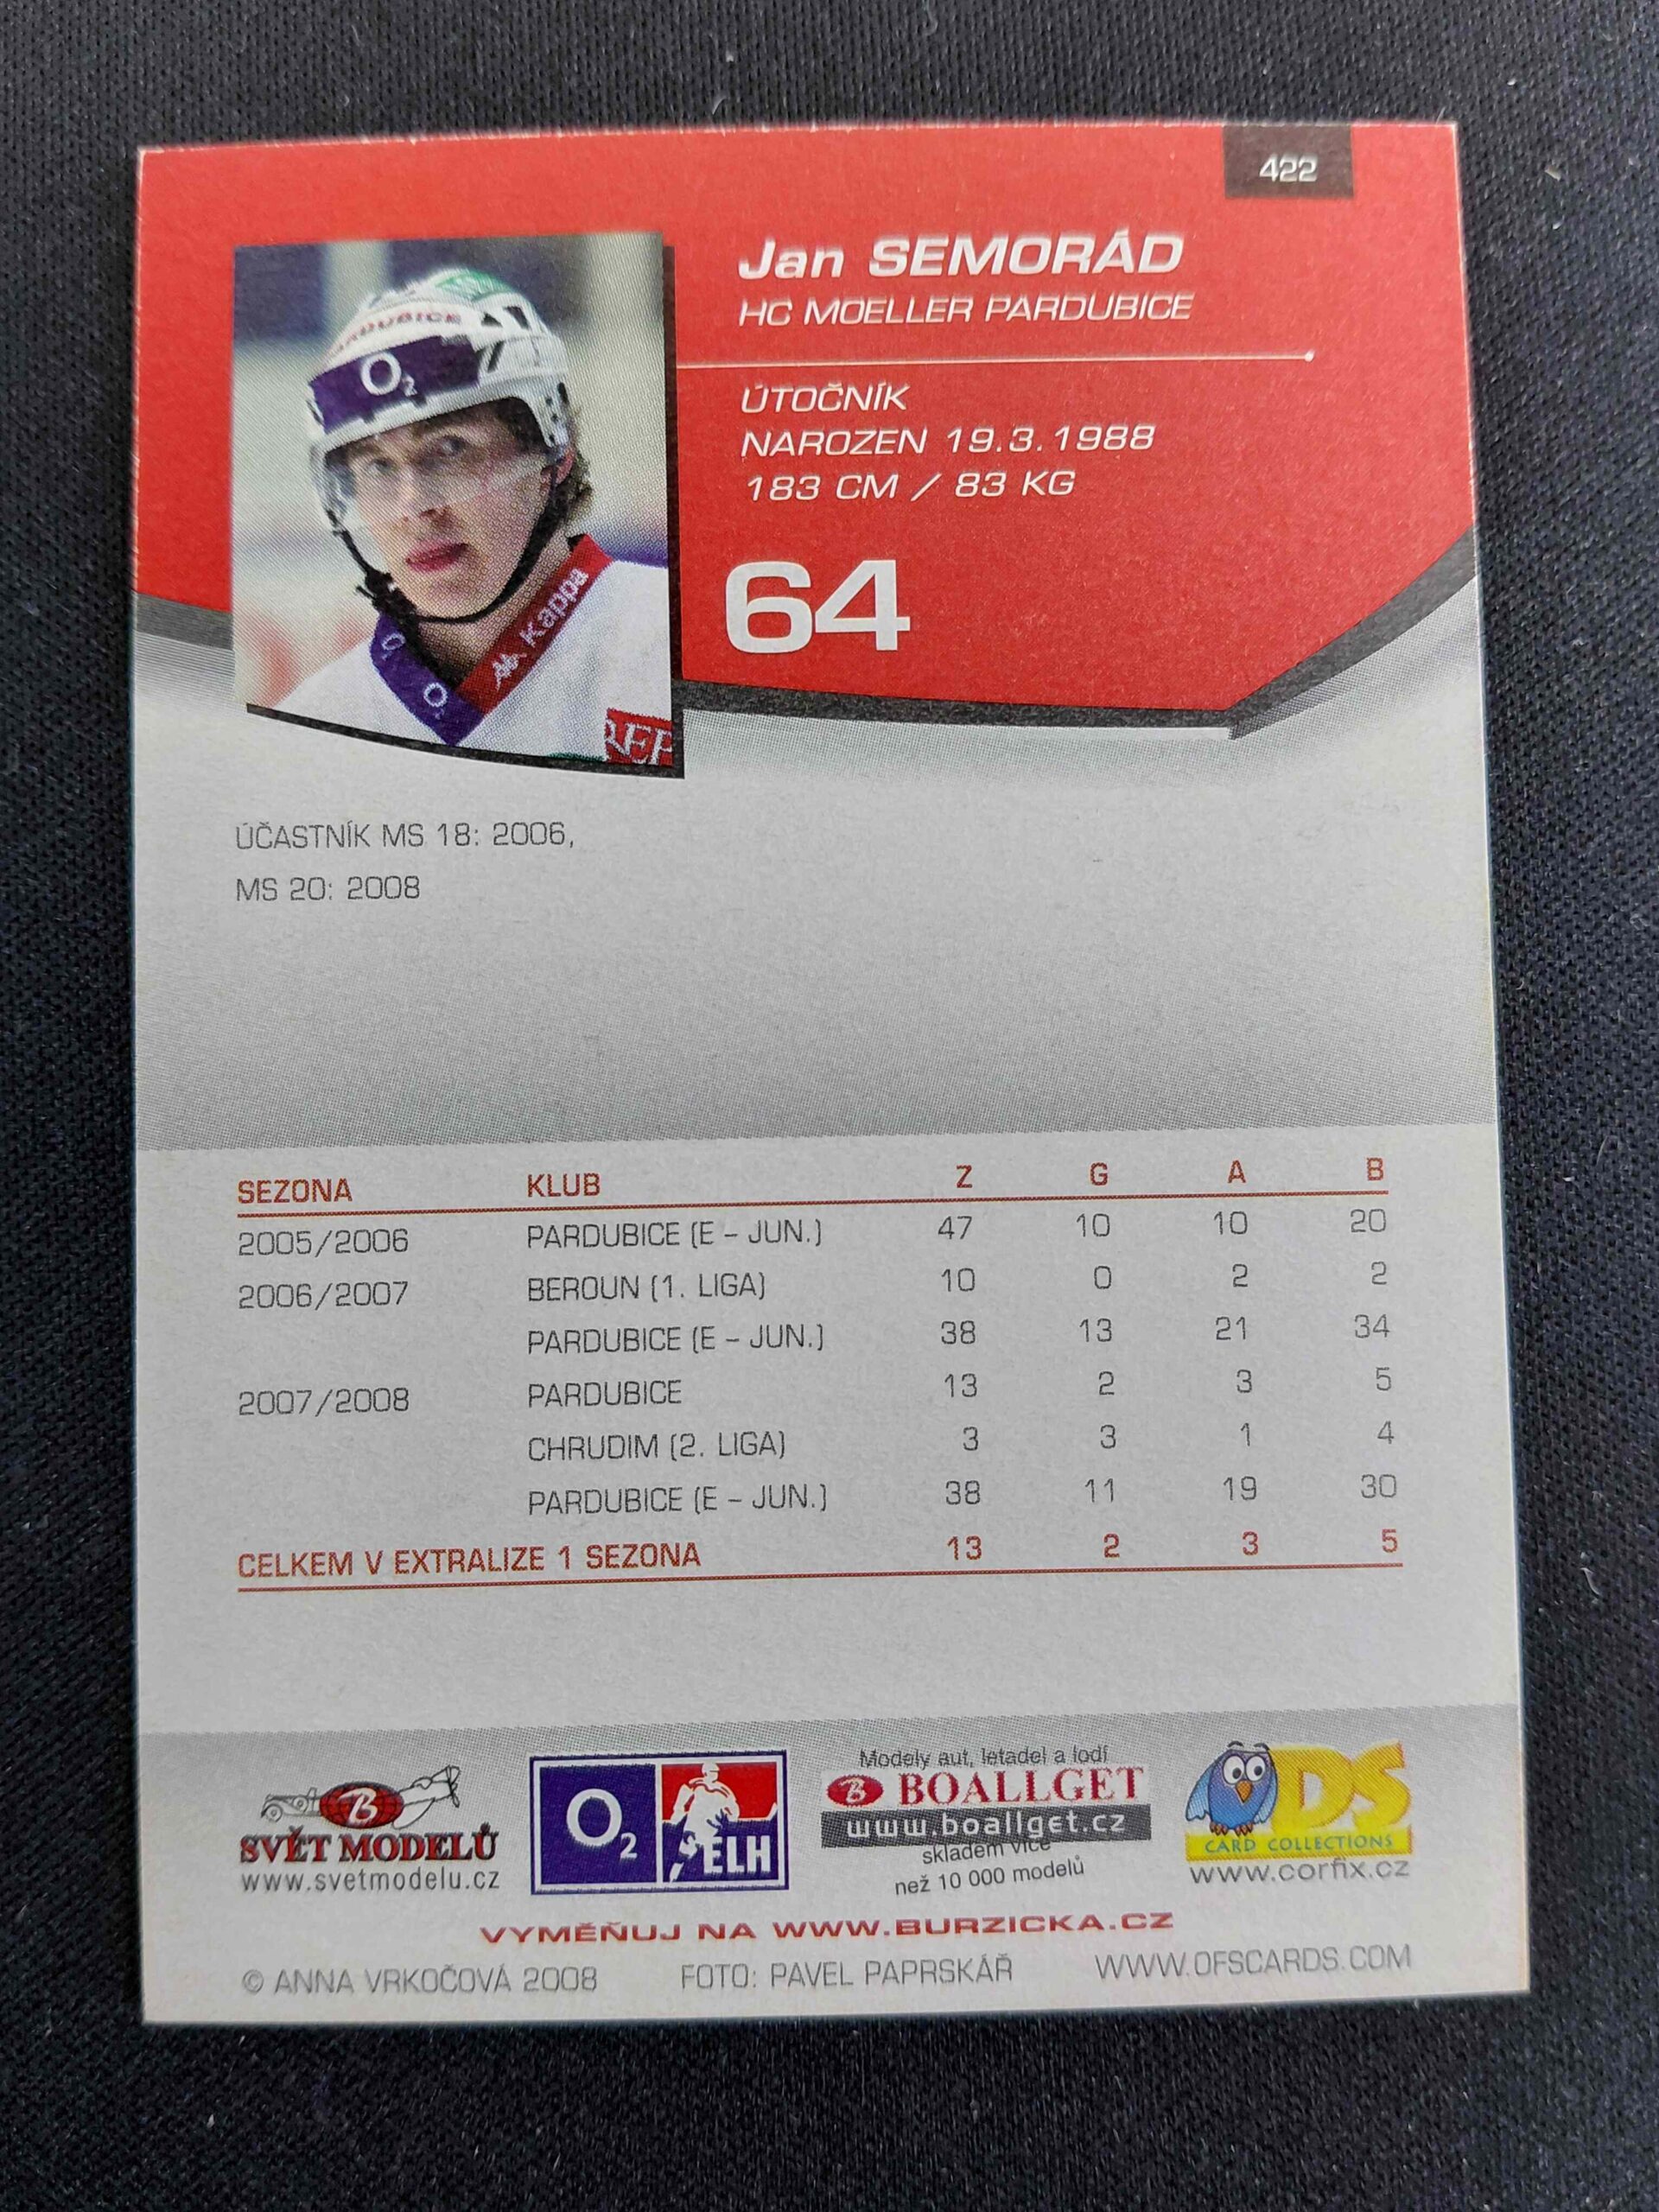 422
Jan SEMORÁD
HC MOELLER PARDUBICE
ÚTOČNÍK
NAROZEN 19.3.1988
183 CM / 83 KG
64
PARDUBICE
O2
Kappa
O
O
ÚČASTNÍK MS 18: 2006,
MS 20: 2008
SEZONA KLUB Z G A B
2005/2006 PARDUBICE (E – JUN.) 47 10 10 20
2006/2007 BEROUN (1. LIGA) 10 0 2 2
PARDUBICE (E – JUN.) 38 13 21 34
2007/2008 PARDUBICE 13 2 3 5
CHRUDIM (2. LIGA) 3 3 1 4
PARDUBICE (E – JUN.) 38 11 19 30
CELKEM V EXTRALIZE 1 SEZONA 13 2 3 5
B
SVĚT MODELŮ
www.svetmodelu.cz
O2 ELH
Modely aut, letadel a lodí
B BOALLGET
www.boallget.cz
skladem více
než 10 000 modelů
DS
CARD COLLECTIONS
www.corfix.cz
VYMĚŇUJ NA WWW.BURZICKA.CZ
© ANNA VRKOČOVÁ 2008 FOTO: PAVEL PAPRSKÁŘ WWW.OFSCARDS.COM